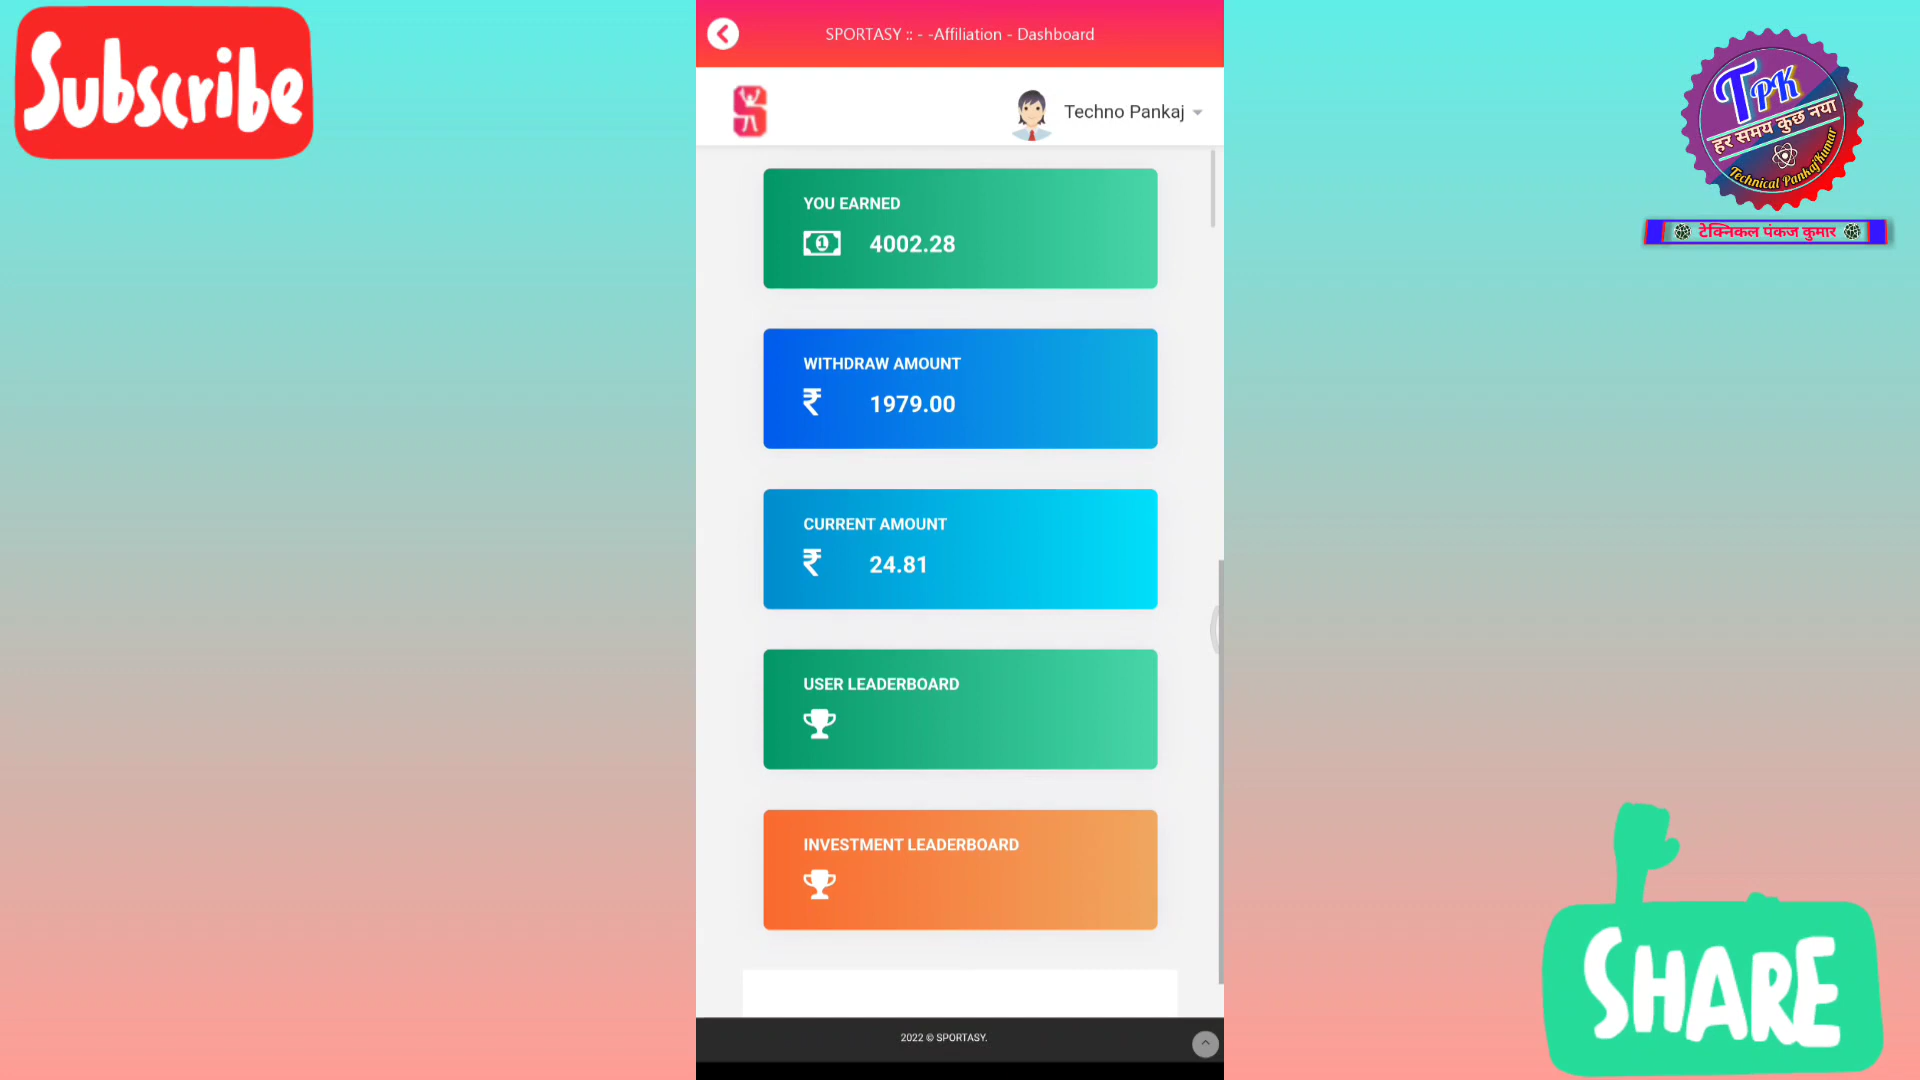 Subscribe
SPORTASY :: - -Affiliation - Dashboard
Techno Pankaj
YOU EARNED
4002.28
WITHDRAW AMOUNT
₹ 1979.00
CURRENT AMOUNT
₹ 24.81
USER LEADERBOARD
INVESTMENT LEADERBOARD
2022 © SPORTASY.
TPK
हर समय कुछ नया
Technical PankajKumar
टेक्निकल पंकज कुमार
SHARE